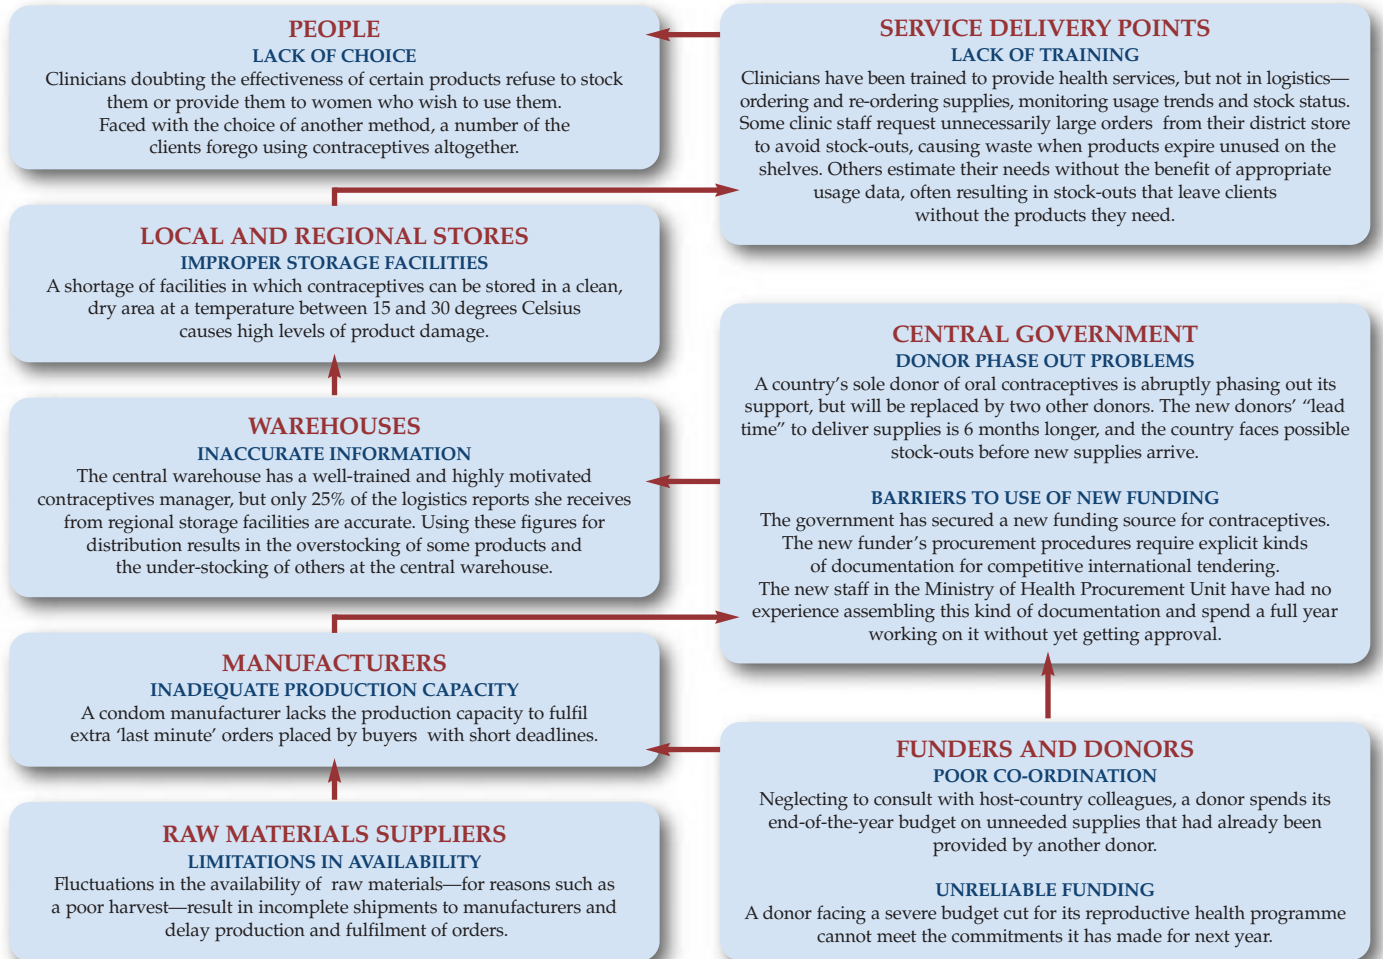 PEOPLE
LACK OF CHOICE
Clinicians doubting the effectiveness of certain products refuse to stock
them or provide them to women who wish to use them.
Faced with the choice of another method, a number of the
clients forego using contraceptives altogether.
SERVICE DELIVERY POINTS
LACK OF TRAINING
Clinicians have been trained to provide health services, but not in logistics—
ordering and re-ordering supplies, monitoring usage trends and stock status.
Some clinic staff request unnecessarily large orders from their district store
to avoid stock-outs, causing waste when products expire unused on the
shelves. Others estimate their needs without the benefit of appropriate
usage data, often resulting in stock-outs that leave clients
without the products they need.
LOCAL AND REGIONAL STORES
IMPROPER STORAGE FACILITIES
A shortage of facilities in which contraceptives can be stored in a clean,
dry area at a temperature between 15 and 30 degrees Celsius
causes high levels of product damage.
CENTRAL GOVERNMENT
DONOR PHASE OUT PROBLEMS
A country's sole donor of oral contraceptives is abruptly phasing out its
support, but will be replaced by two other donors. The new donors' “lead
time” to deliver supplies is 6 months longer, and the country faces possible
stock-outs before new supplies arrive.
BARRIERS TO USE OF NEW FUNDING
The government has secured a new funding source for contraceptives.
The new funder's procurement procedures require explicit kinds
of documentation for competitive international tendering.
The new staff in the Ministry of Health Procurement Unit have had no
experience assembling this kind of documentation and spend a full year
working on it without yet getting approval.
WAREHOUSES
INACCURATE INFORMATION
The central warehouse has a well-trained and highly motivated
contraceptives manager, but only 25% of the logistics reports she receives
from regional storage facilities are accurate. Using these figures for
distribution results in the overstocking of some products and
the under-stocking of others at the central warehouse.
MANUFACTURERS
INADEQUATE PRODUCTION CAPACITY
A condom manufacturer lacks the production capacity to fulfil
extra 'last minute' orders placed by buyers with short deadlines.
FUNDERS AND DONORS
POOR CO-ORDINATION
Neglecting to consult with host-country colleagues, a donor spends its
end-of-the-year budget on unneeded supplies that had already been
provided by another donor.
UNRELIABLE FUNDING
A donor facing a severe budget cut for its reproductive health programme
cannot meet the commitments it has made for next year.
RAW MATERIALS SUPPLIERS
LIMITATIONS IN AVAILABILITY
Fluctuations in the availability of raw materials—for reasons such as
a poor harvest—result in incomplete shipments to manufacturers and
delay production and fulfilment of orders.